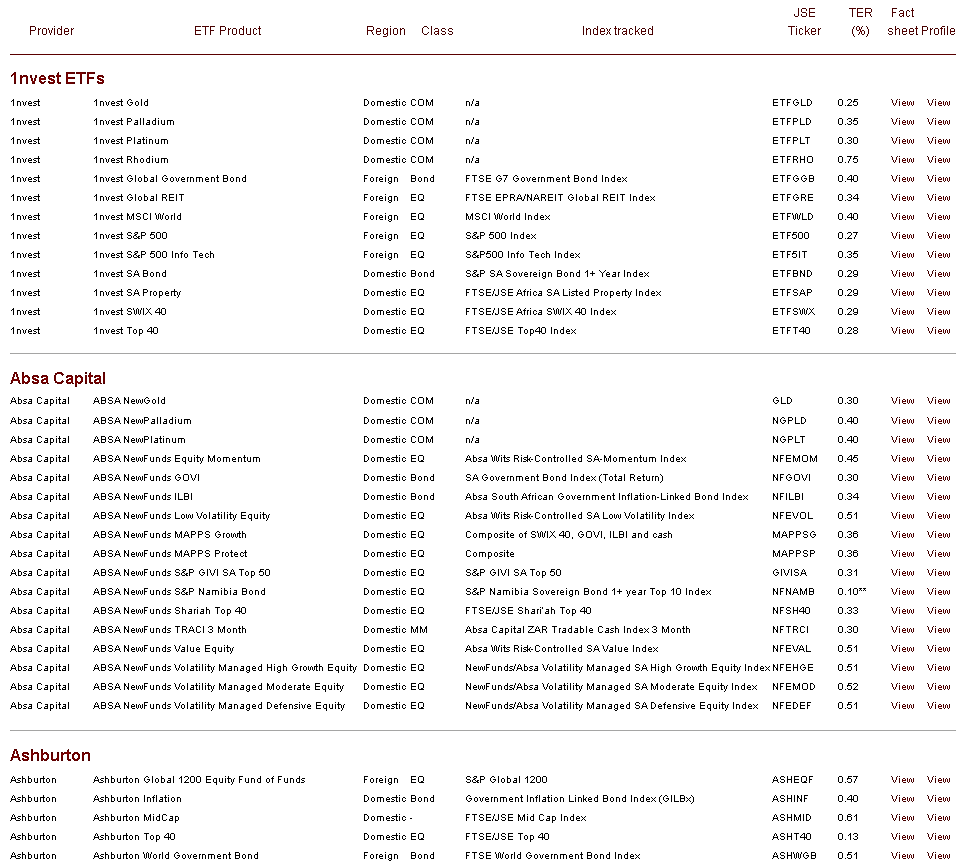 Provider ETF Product Region Class Index tracked JSE Ticker TER (%) Fact sheet Profile
1nvest ETFs
1nvest 1nvest Gold Domestic COM n/a ETFGLD 0.25 View View
1nvest 1nvest Palladium Domestic COM n/a ETFPLD 0.35 View View
1nvest 1nvest Platinum Domestic COM n/a ETFPLT 0.30 View View
1nvest 1nvest Rhodium Domestic COM n/a ETFRHO 0.75 View View
1nvest 1nvest Global Government Bond Foreign Bond FTSE G7 Government Bond Index ETFGGB 0.40 View View
1nvest 1nvest Global REIT Foreign EQ FTSE EPRA/NAREIT Global REIT Index ETFGRE 0.34 View View
1nvest 1nvest MSCI World Foreign EQ MSCI World Index ETFWLD 0.40 View View
1nvest 1nvest S&P 500 Foreign EQ S&P 500 Index ETF500 0.27 View View
1nvest 1nvest S&P 500 Info Tech Foreign EQ S&P500 Info Tech Index ETF5IT 0.35 View View
1nvest 1nvest SA Bond Domestic Bond S&P SA Sovereign Bond 1+ Year Index ETFBND 0.29 View View
1nvest 1nvest SA Property Domestic EQ FTSE/JSE Africa SA Listed Property Index ETFSAP 0.29 View View
1nvest 1nvest SWIX 40 Domestic EQ FTSE/JSE Africa SWIX 40 Index ETFSWX 0.29 View View
1nvest 1nvest Top 40 Domestic EQ FTSE/JSE Top40 Index ETFT40 0.28 View View
Absa Capital
Absa Capital ABSA NewGold Domestic COM n/a GLD 0.30 View View
Absa Capital ABSA NewPalladium Domestic COM n/a NGPLD 0.40 View View
Absa Capital ABSA NewPlatinum Domestic COM n/a NGPLT 0.40 View View
Absa Capital ABSA NewFunds Equity Momentum Domestic EQ Absa Wits Risk-Controlled SA-Momentum Index NFEMOM 0.45 View View
Absa Capital ABSA NewFunds GOVI Domestic Bond SA Government Bond Index (Total Return) NFGOVI 0.30 View View
Absa Capital ABSA NewFunds ILBI Domestic Bond Absa South African Government Inflation-Linked Bond Index NFILBI 0.34 View View
Absa Capital ABSA NewFunds Low Volatility Equity Domestic EQ Absa Wits Risk-Controlled SA Low Volatility Index NFEVOL 0.51 View View
Absa Capital ABSA NewFunds MAPPS Growth Domestic EQ Composite of SWIX 40, GOVI, ILBI and cash MAPPSG 0.36 View View
Absa Capital ABSA NewFunds MAPPS Protect Domestic EQ Composite MAPPSP 0.36 View View
Absa Capital ABSA NewFunds S&P GIVI SA Top 50 Domestic EQ S&P GIVI SA Top 50 GIVISA 0.31 View View
Absa Capital ABSA NewFunds S&P Namibia Bond Domestic EQ S&P Namibia Sovereign Bond 1+ year Top 10 Index NFNAMB 0.10** View View
Absa Capital ABSA NewFunds Shariah Top 40 Domestic EQ FTSE/JSE Shari'ah Top 40 NFSH40 0.33 View View
Absa Capital ABSA NewFunds TRACI 3 Month Domestic MM Absa Capital ZAR Tradable Cash Index 3 Month NFTRCI 0.30 View View
Absa Capital ABSA NewFunds Value Equity Domestic EQ Absa Wits Risk-Controlled SA Value Index NFEVAL 0.51 View View
Absa Capital ABSA NewFunds Volatility Managed High Growth Equity Domestic EQ NewFunds/Absa Volatility Managed SA High Growth Equity Index NFEHGE 0.51 View View
Absa Capital ABSA NewFunds Volatility Managed Moderate Equity Domestic EQ NewFunds/Absa Volatility Managed SA Moderate Equity Index NFEMOD 0.52 View View
Absa Capital ABSA NewFunds Volatility Managed Defensive Equity Domestic EQ NewFunds/Absa Volatility Managed SA Defensive Equity Index NFEDEF 0.51 View View
Ashburton
Ashburton Ashburton Global 1200 Equity Fund of Funds Foreign EQ S&P Global 1200 ASHEQF 0.57 View View
Ashburton Ashburton Inflation Domestic Bond Government Inflation Linked Bond Index (GILBx) ASHINF 0.40 View View
Ashburton Ashburton MidCap Domestic - FTSE/JSE Mid Cap Index ASHMID 0.61 View View
Ashburton Ashburton Top 40 Domestic EQ FTSE/JSE Top 40 ASHT40 0.13 View View
Ashburton Ashburton World Government Bond Foreign Bond FTSE World Government Bond Index ASHWGB 0.51 View View